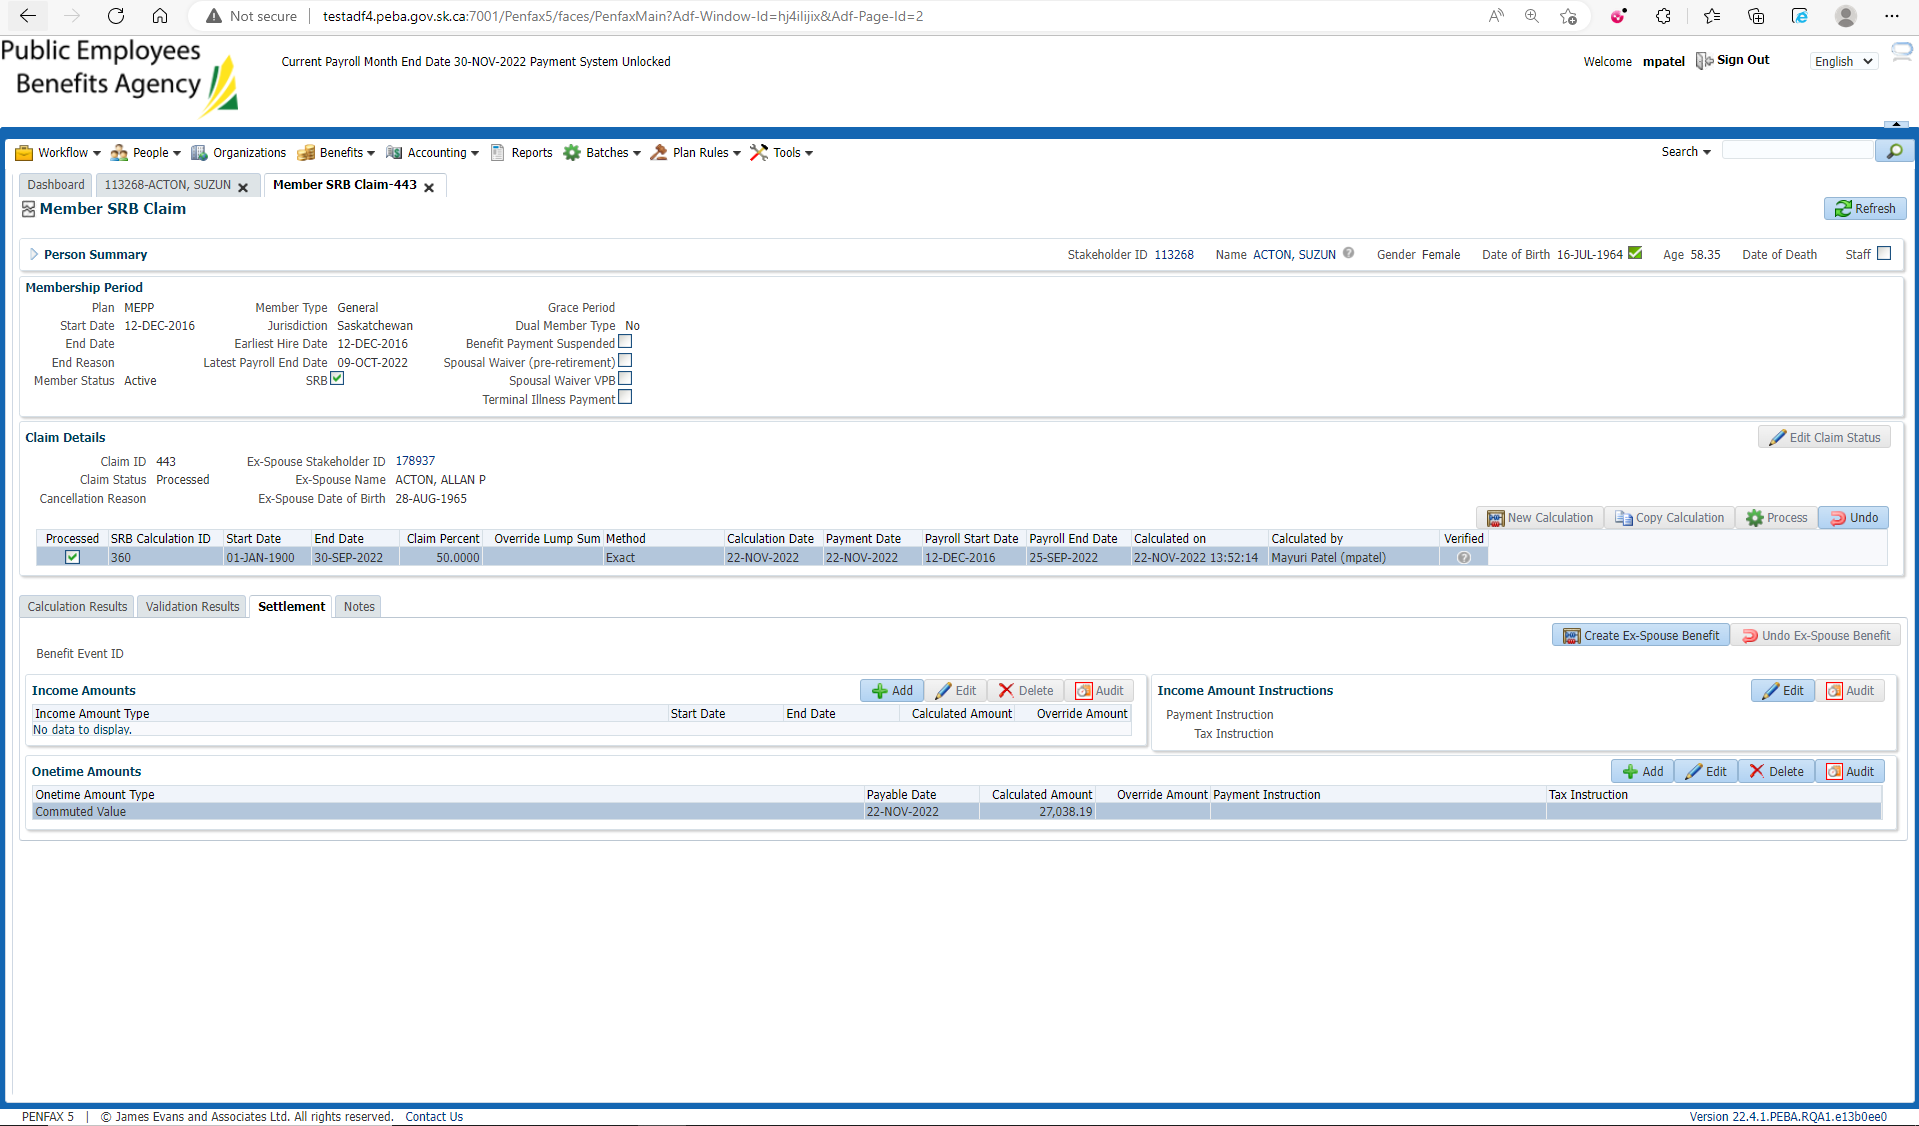 Not secure | testadf4.peba.gov.sk.ca:7001/Penfax5/faces/PenfaxMain?Adf-Window-Id=hj4ilijix&Adf-Page-Id=2
Public Employees
Benefits Agency
Current Payroll Month End Date 30-NOV-2022 Payment System Unlocked
Welcome mpatel Sign Out English
Workflow People Organizations Benefits Accounting Reports Batches Plan Rules Tools Search
Dashboard 113268-ACTON, SUZUN Member SRB Claim-443
Member SRB Claim Refresh
Person Summary Stakeholder ID 113268 Name ACTON, SUZUN Gender Female Date of Birth 16-JUL-1964 Age 58.35 Date of Death Staff
Membership Period
Plan MEPP Member Type General Grace Period
Start Date 12-DEC-2016 Jurisdiction Saskatchewan Dual Member Type No
End Date Earliest Hire Date 12-DEC-2016 Benefit Payment Suspended
End Reason Latest Payroll End Date 09-OCT-2022 Spousal Waiver (pre-retirement)
Member Status Active SRB Spousal Waiver VPB
Terminal Illness Payment
Claim Details Edit Claim Status
Claim ID 443 Ex-Spouse Stakeholder ID 178937
Claim Status Processed Ex-Spouse Name ACTON, ALLAN P
Cancellation Reason Ex-Spouse Date of Birth 28-AUG-1965
New Calculation Copy Calculation Process Undo
Processed SRB Calculation ID Start Date End Date Claim Percent Override Lump Sum Method Calculation Date Payment Date Payroll Start Date Payroll End Date Calculated on Calculated by Verified
360 01-JAN-1900 30-SEP-2022 50.0000 Exact 22-NOV-2022 22-NOV-2022 12-DEC-2016 25-SEP-2022 22-NOV-2022 13:52:14 Mayuri Patel (mpatel)
Calculation Results Validation Results Settlement Notes
Create Ex-Spouse Benefit Undo Ex-Spouse Benefit
Benefit Event ID
Income Amounts Add Edit Delete Audit Income Amount Instructions Edit Audit
Income Amount Type Start Date End Date Calculated Amount Override Amount Payment Instruction
No data to display. Tax Instruction
Onetime Amounts Add Edit Delete Audit
Onetime Amount Type Payable Date Calculated Amount Override Amount Payment Instruction Tax Instruction
Commuted Value 22-NOV-2022 27,038.19
PENFAX 5 | © James Evans and Associates Ltd. All rights reserved. Contact Us Version 22.4.1.PEBA.RQA1.e13b0ee0